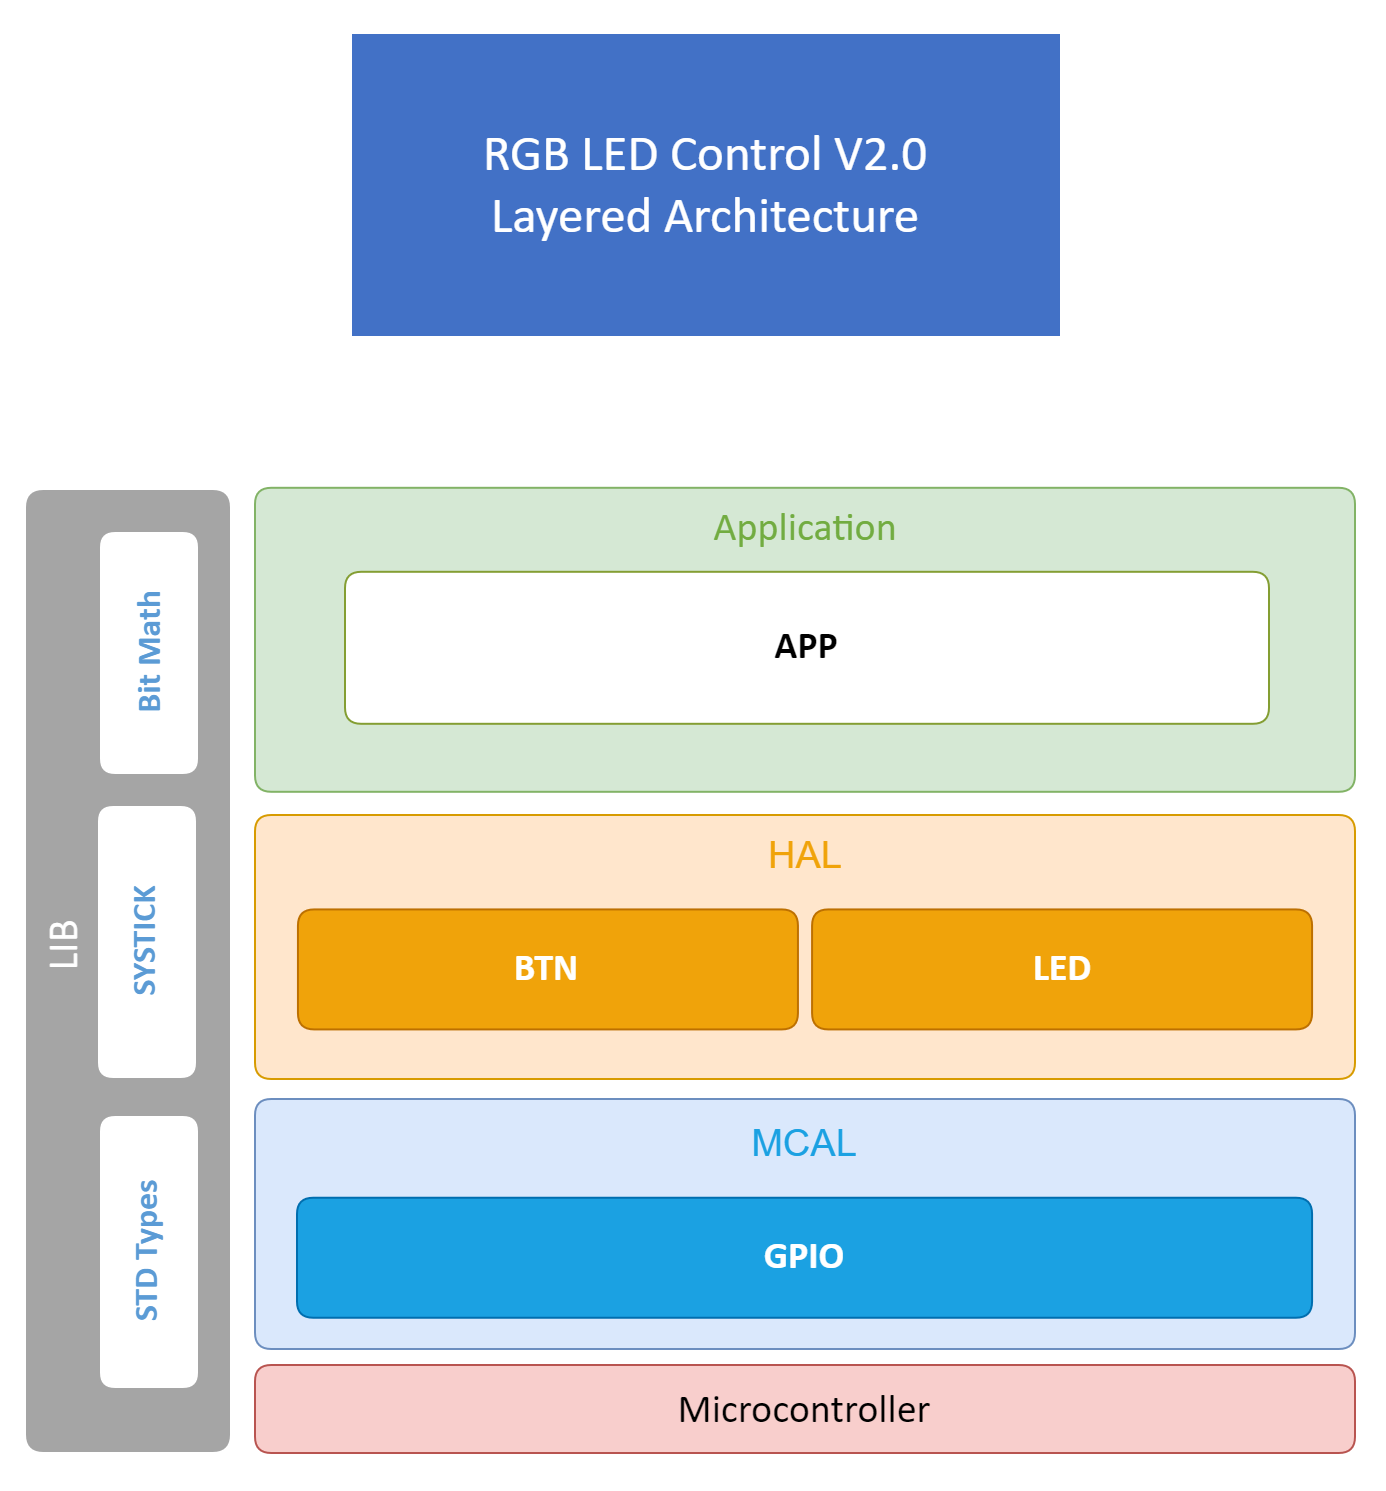 RGB LED Control V2.0
Layered Architecture
LIB
Bit Math
SYSTICK
STD Types
Application
APP
HAL
BTN
LED
MCAL
GPIO
Microcontroller